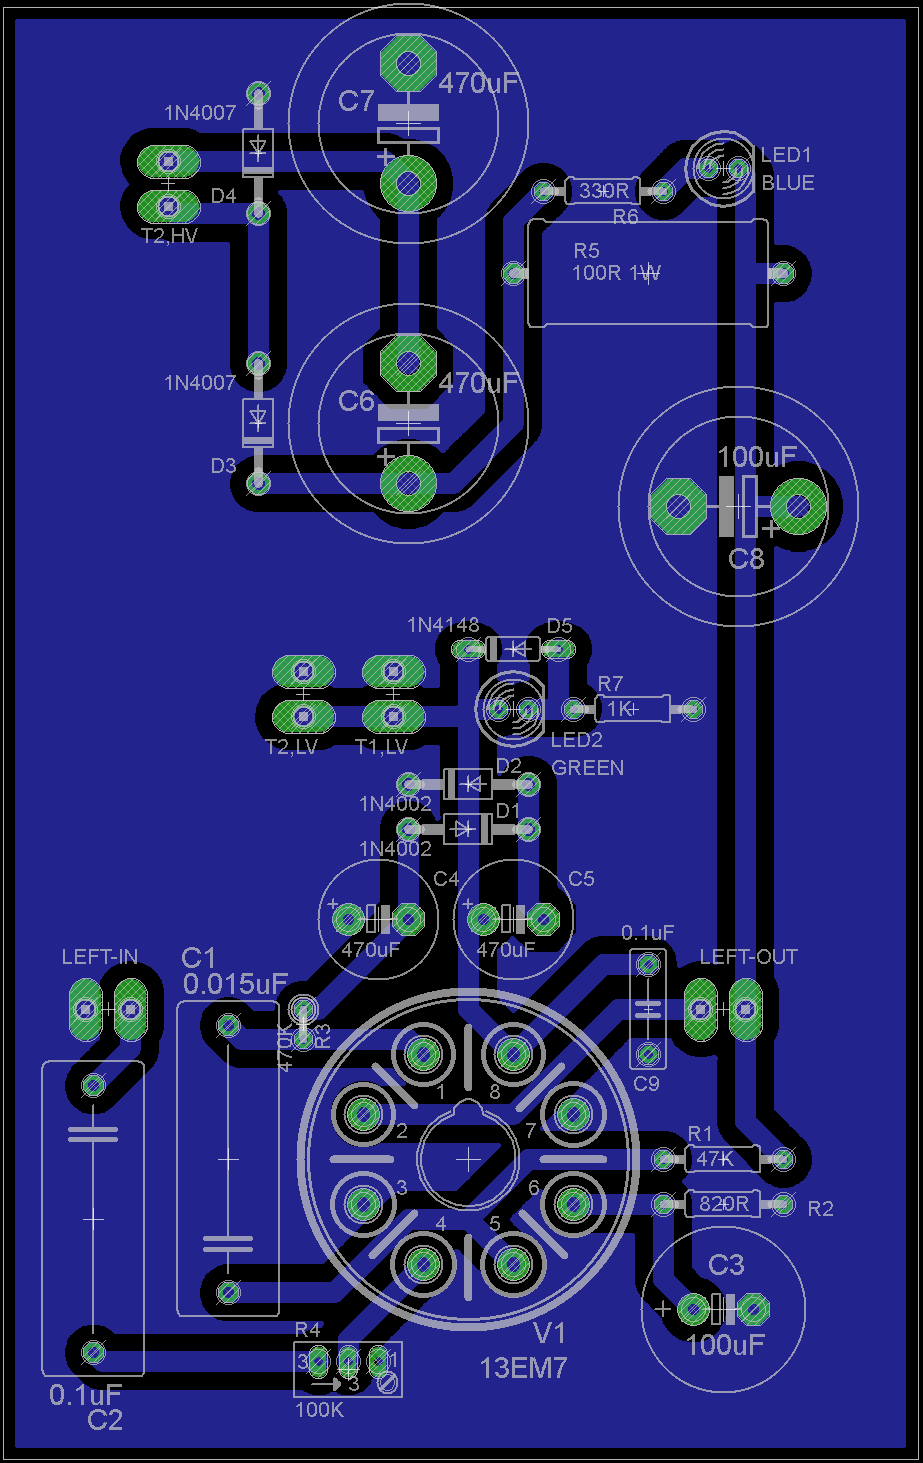 470uF
C7
1N4007
D4
T2,HV
LED1
BLUE
330R
R6
R5
100R 1W
470uF
C6
1N4007
D3
100uF
C8
1N4148
D5
R7
1K
T2,LV
T1,LV
LED2
GREEN
D2
1N4002
D1
1N4002
C4
C5
470uF
470uF
0.1uF
LEFT-IN
C1
0.015uF
LEFT-OUT
470K
R3
C9
1
8
2
7
R1
47K
3
6
820R
R2
4
5
C3
100uF
R4
V1
13EM7
3
1
3
100K
0.1uF
C2